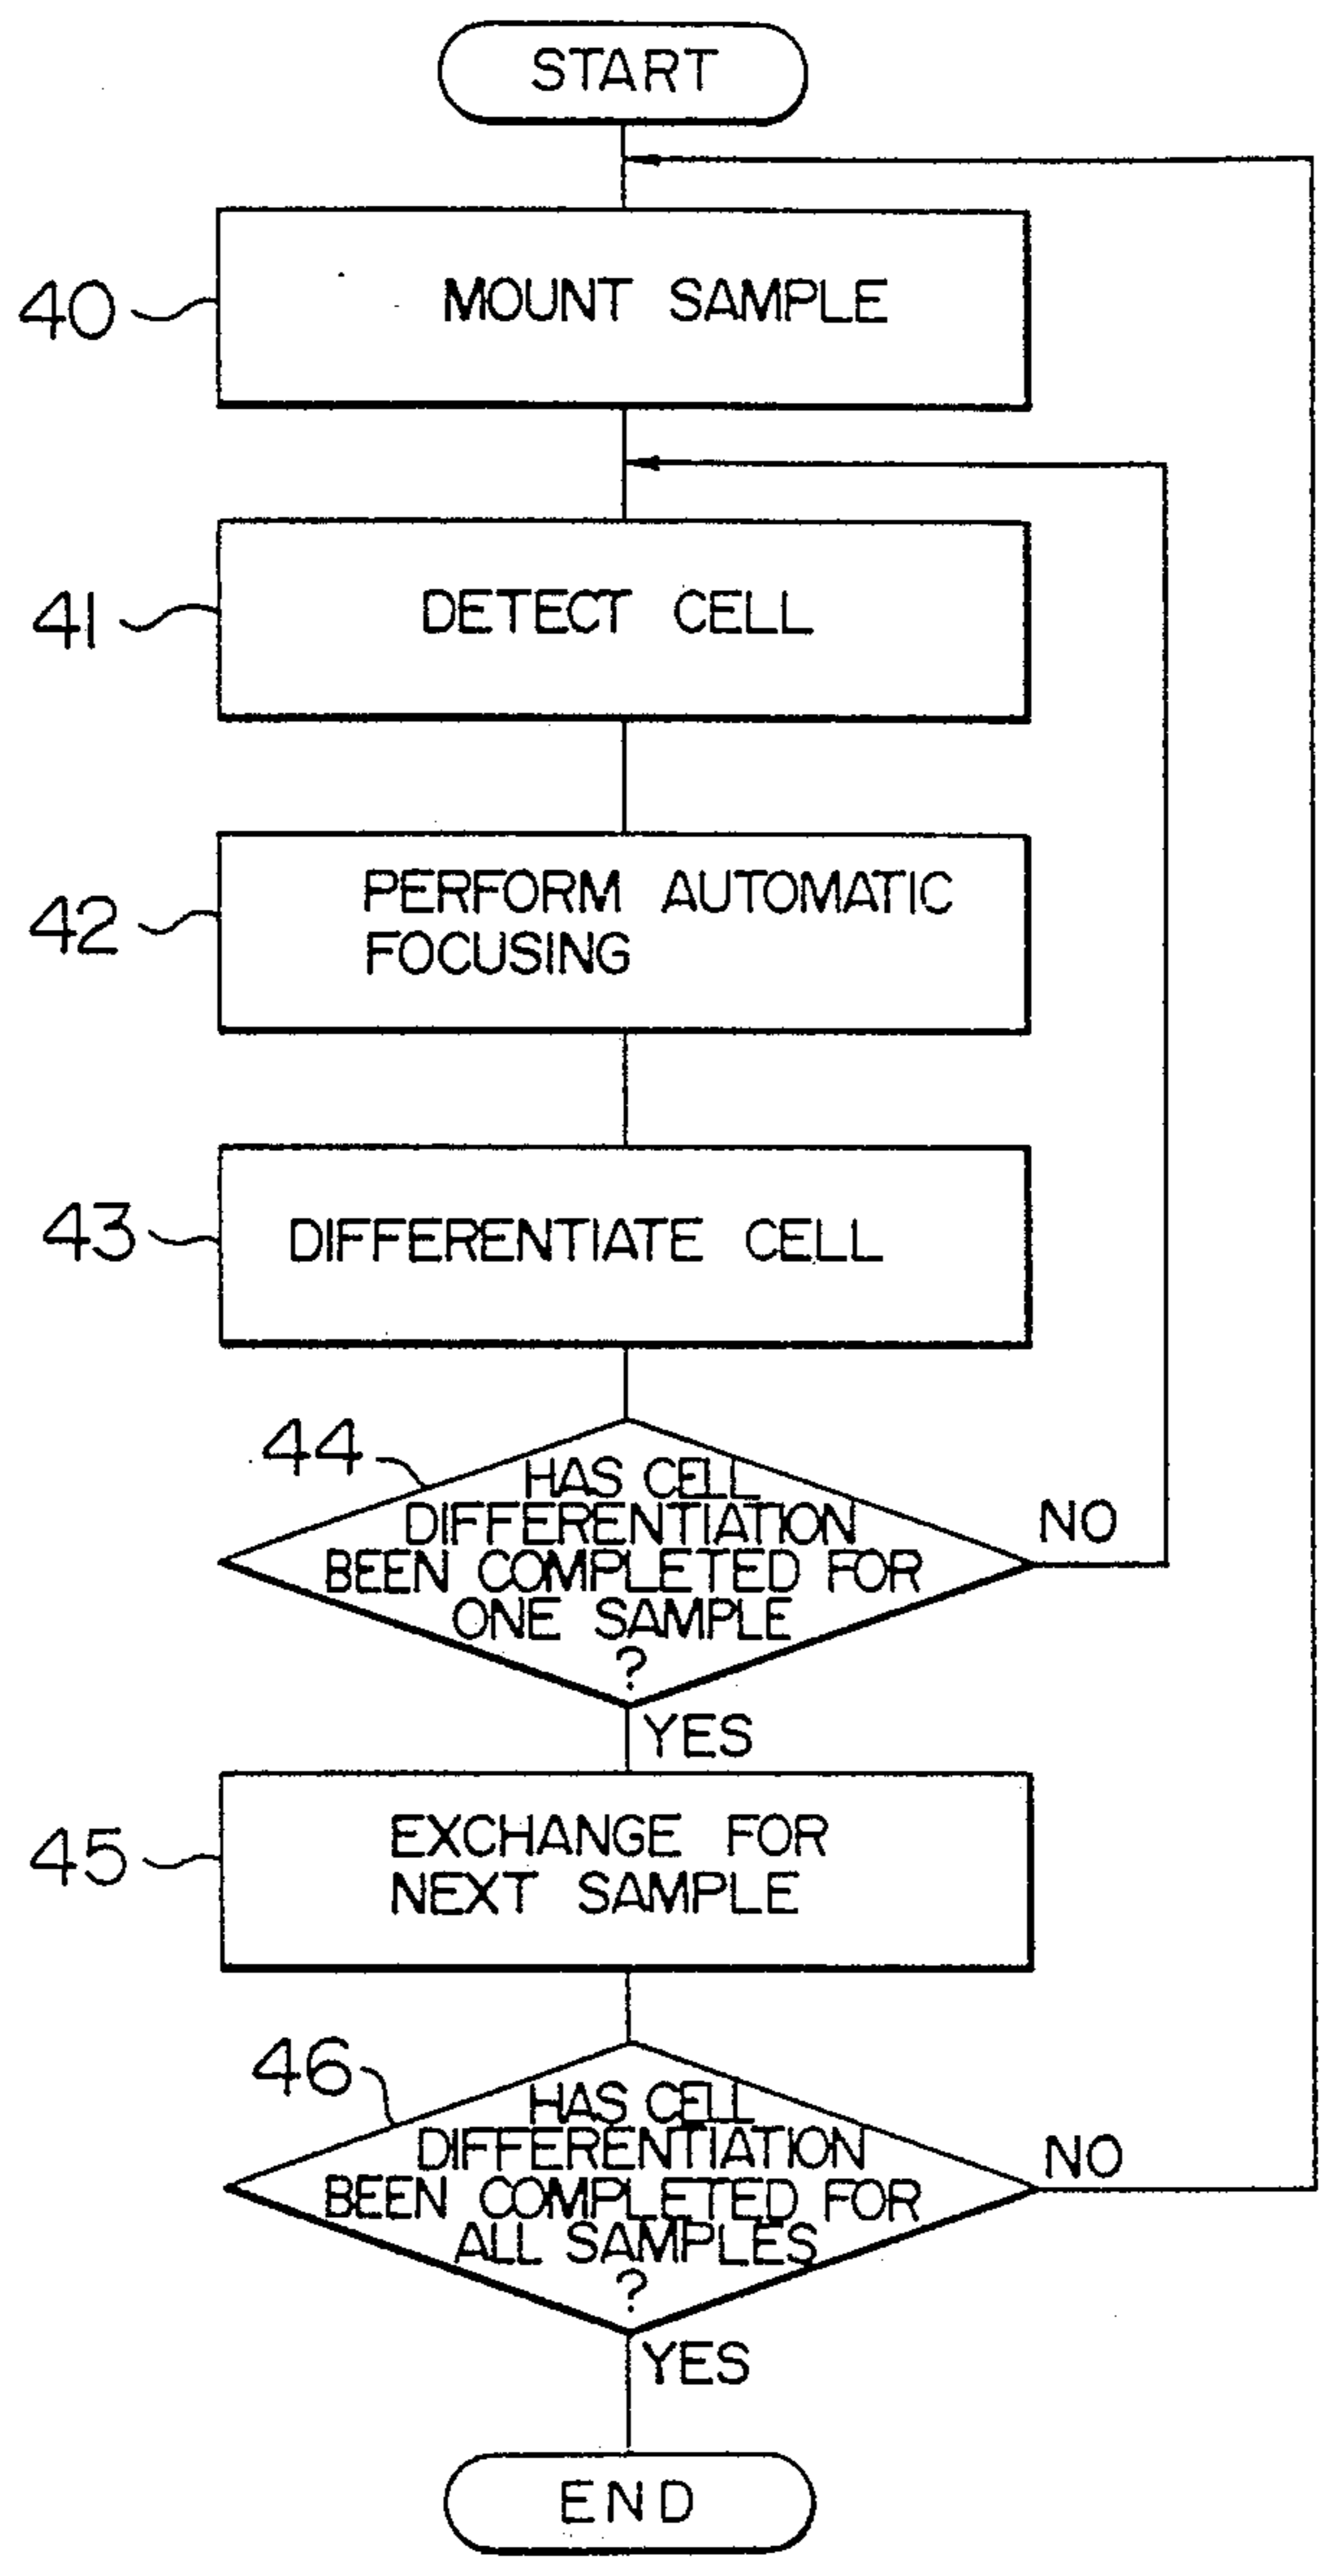 START
40
MOUNT SAMPLE
41
DETECT CELL
42
PERFORM AUTOMATIC
FOCUSING
43
DIFFERENTIATE CELL
44
HAS CELL
DIFFERENTIATION
BEEN COMPLETED FOR
ONE SAMPLE
?
NO
YES
45
EXCHANGE FOR
NEXT SAMPLE
46
HAS CELL
DIFFERENTIATION
BEEN COMPLETED FOR
ALL SAMPLES
?
NO
YES
END